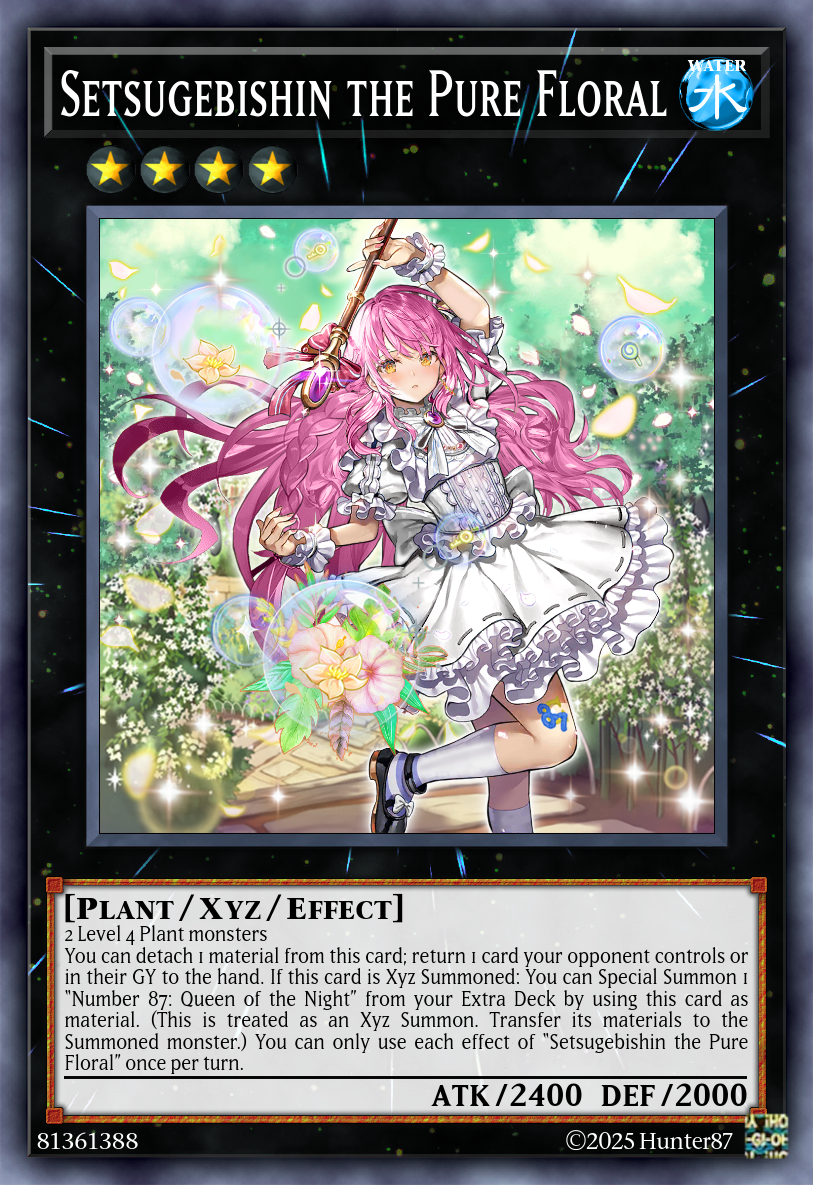 Setsugebishin the Pure Floral
WATER
水
[Plant / Xyz / Effect]
2 Level 4 Plant monsters
You can detach 1 material from this card; return 1 card your opponent controls or
in their GY to the hand. If this card is Xyz Summoned: You can Special Summon 1
"Number 87: Queen of the Night" from your Extra Deck by using this card as
material. (This is treated as an Xyz Summon. Transfer its materials to the
Summoned monster.) You can only use each effect of "Setsugebishin the Pure
Floral" once per turn.
ATK/2400 DEF/2000
87
81361388
©2025 Hunter87